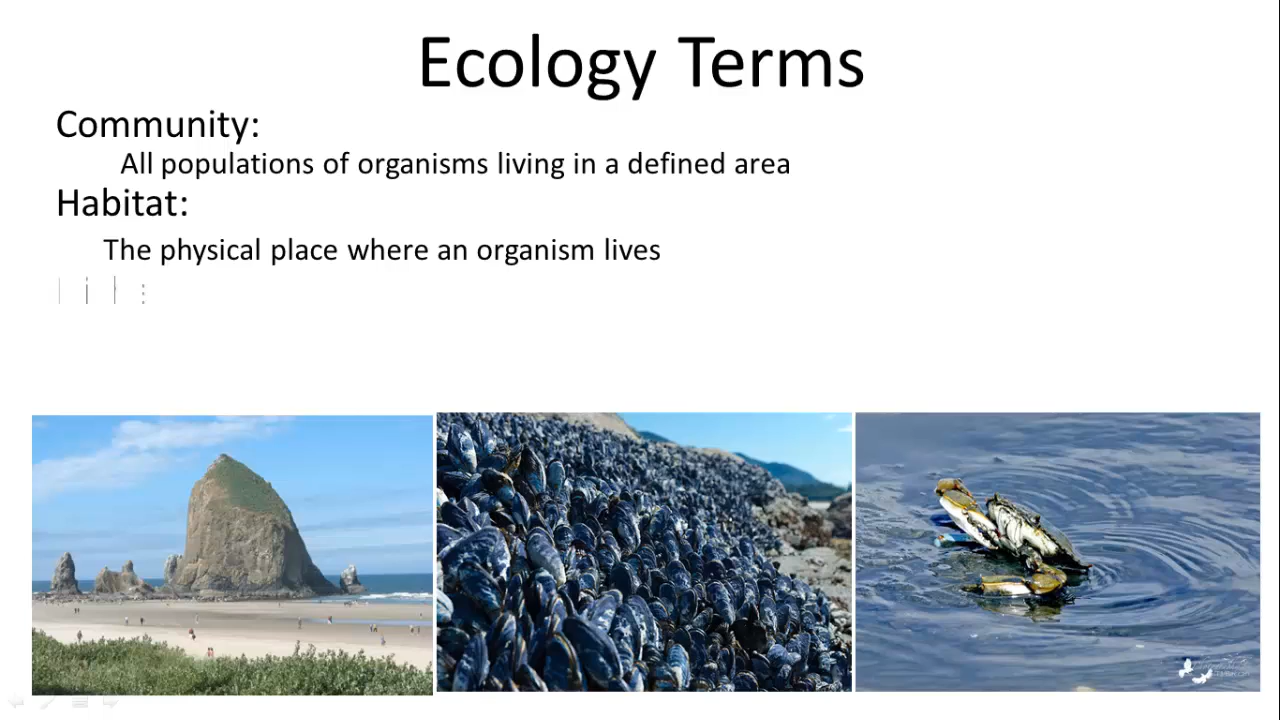 Ecology Terms
Community:
All populations of organisms living in a defined area
Habitat:
The physical place where an organism lives